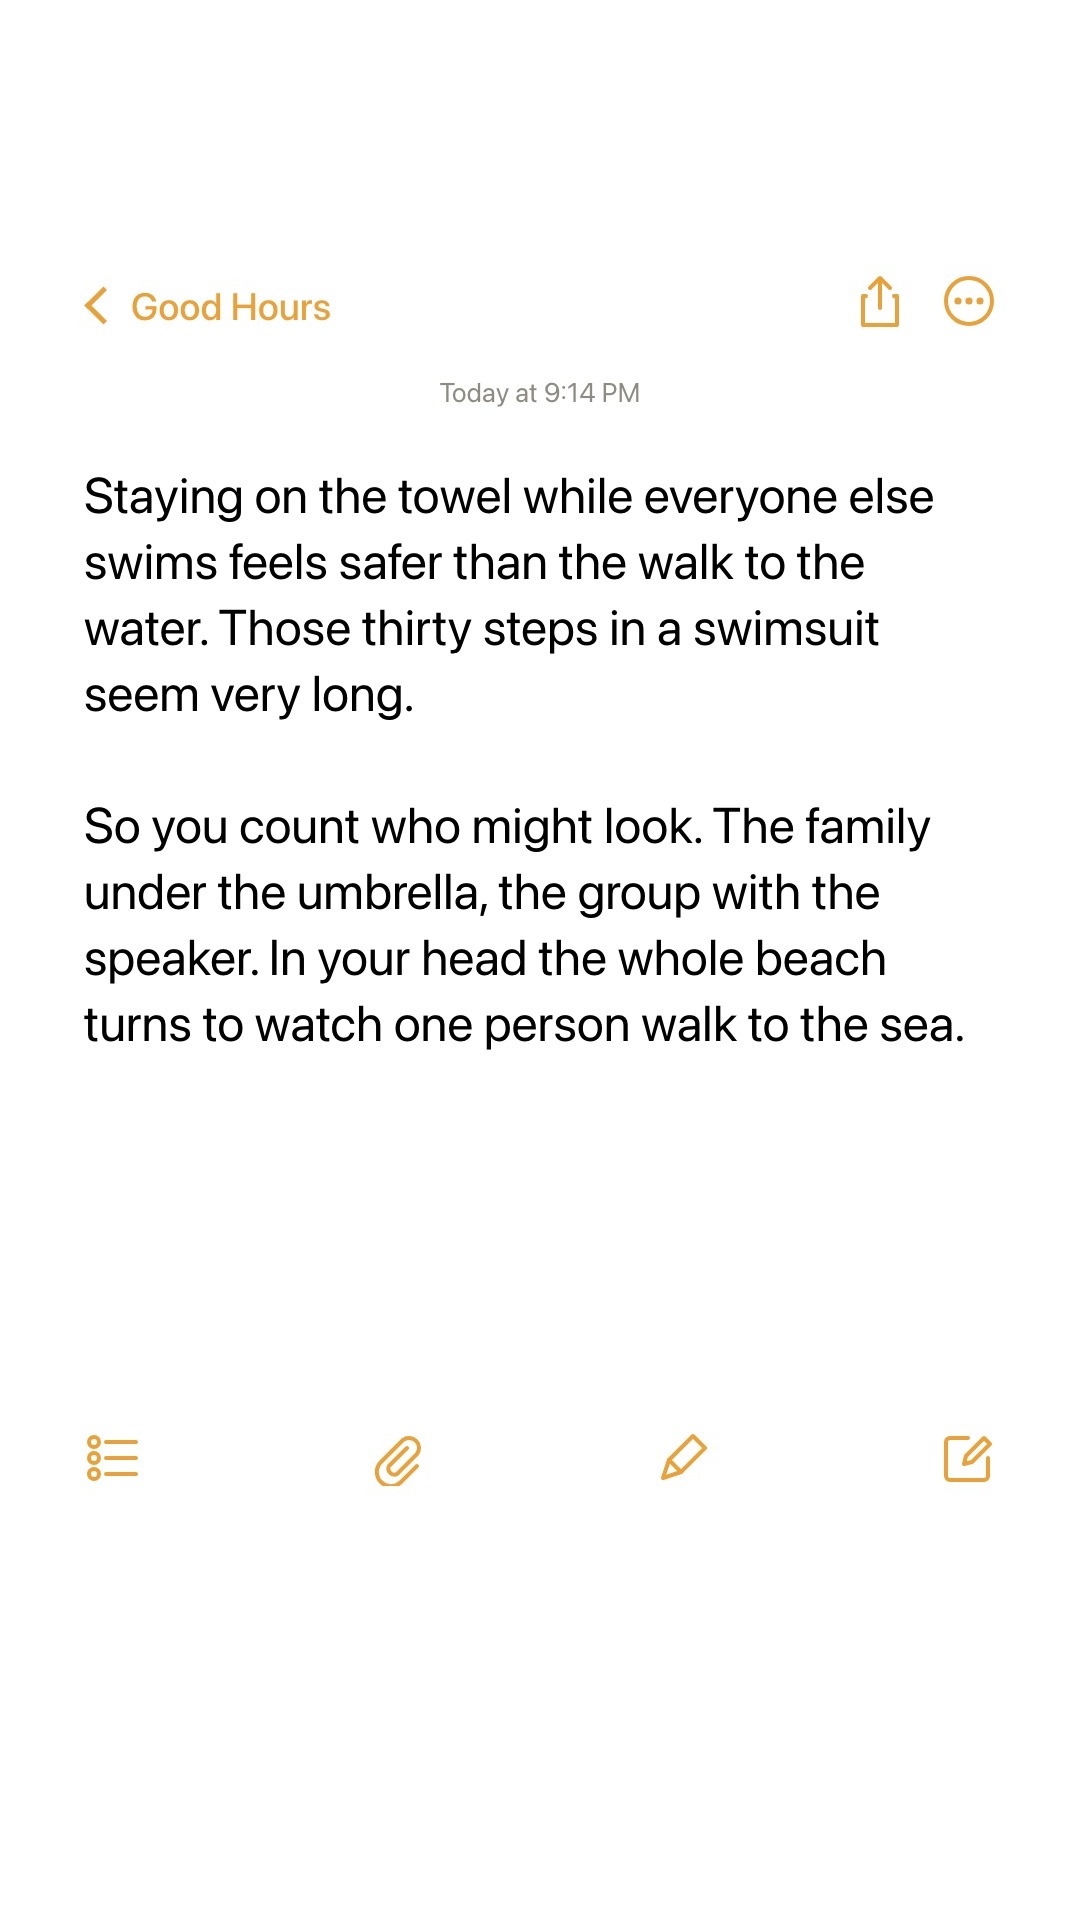 Good Hours
Today at 9:14 PM
Staying on the towel while everyone else
swims feels safer than the walk to the
water. Those thirty steps in a swimsuit
seem very long.
So you count who might look. The family
under the umbrella, the group with the
speaker. In your head the whole beach
turns to watch one person walk to the sea.